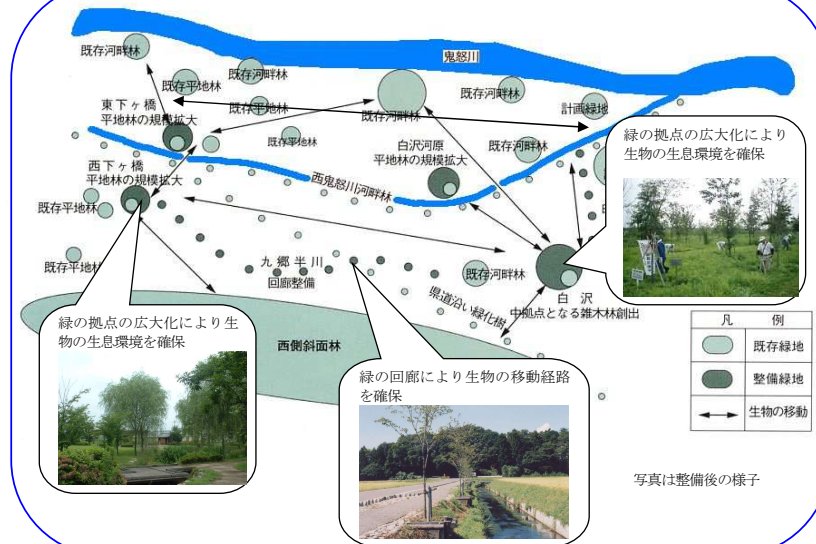 鬼怒川
既存河畔林
既存河畔林
既存平地林
既存平地林
既存河畔林
既存河畔林
計画緑地
東下ヶ橋
平地林の規模拡大
既存平地林
白沢河原
平地林の規模拡大
既存河畔林
西下ヶ橋
平地林の規模拡大
西鬼怒川河畔林
既存平地林
既存平地林
九郷半川
回廊整備
既存河畔林
白沢
中拠点となる雑木林創出
県道沿い緑化樹
西側斜面林
緑の拠点の広大化により
生物の生息環境を確保
緑の拠点の広大化により生
物の生息環境を確保
緑の回廊により生物の移動経路
を確保
凡 例
既存緑地
整備緑地
生物の移動
写真は整備後の様子